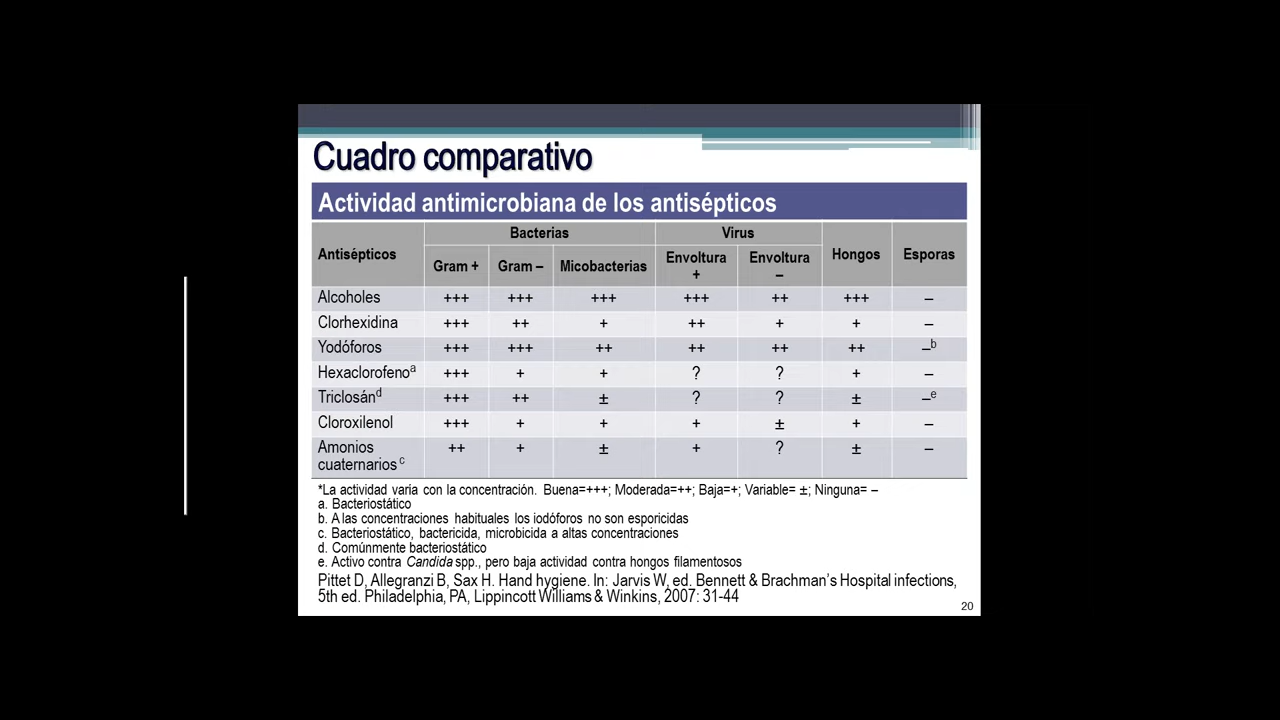 Cuadro comparativo
Actividad antimicrobiana de los antisépticos
Antisépticos Bacterias Virus Hongos Esporas
Gram + Gram – Micobacterias Envoltura + Envoltura –
Alcoholes +++ +++ +++ +++ ++ +++ –
Clorhexidina +++ ++ + ++ + + –
Yodóforos +++ +++ ++ ++ ++ ++ –b
Hexaclorofenoa +++ + + ? ? + –
Triclosánd +++ ++ ± ? ? ± –e
Cloroxilenol +++ + + + ± + –
Amonios cuaternarios c ++ + ± + ? ± –
*La actividad varia con la concentración. Buena=+++; Moderada=++; Baja=+; Variable= ±; Ninguna= –
a. Bacteriostático
b. A las concentraciones habituales los iodóforos no son esporicidas
c. Bacteriostático, bactericida, microbicida a altas concentraciones
d. Comúnmente bacteriostático
e. Activo contra Candida spp., pero baja actividad contra hongos filamentosos
Pittet D, Allegranzi B, Sax H. Hand hygiene. In: Jarvis W, ed. Bennett & Brachman’s Hospital infections,
5th ed. Philadelphia, PA, Lippincott Williams & Winkins, 2007: 31-44
20